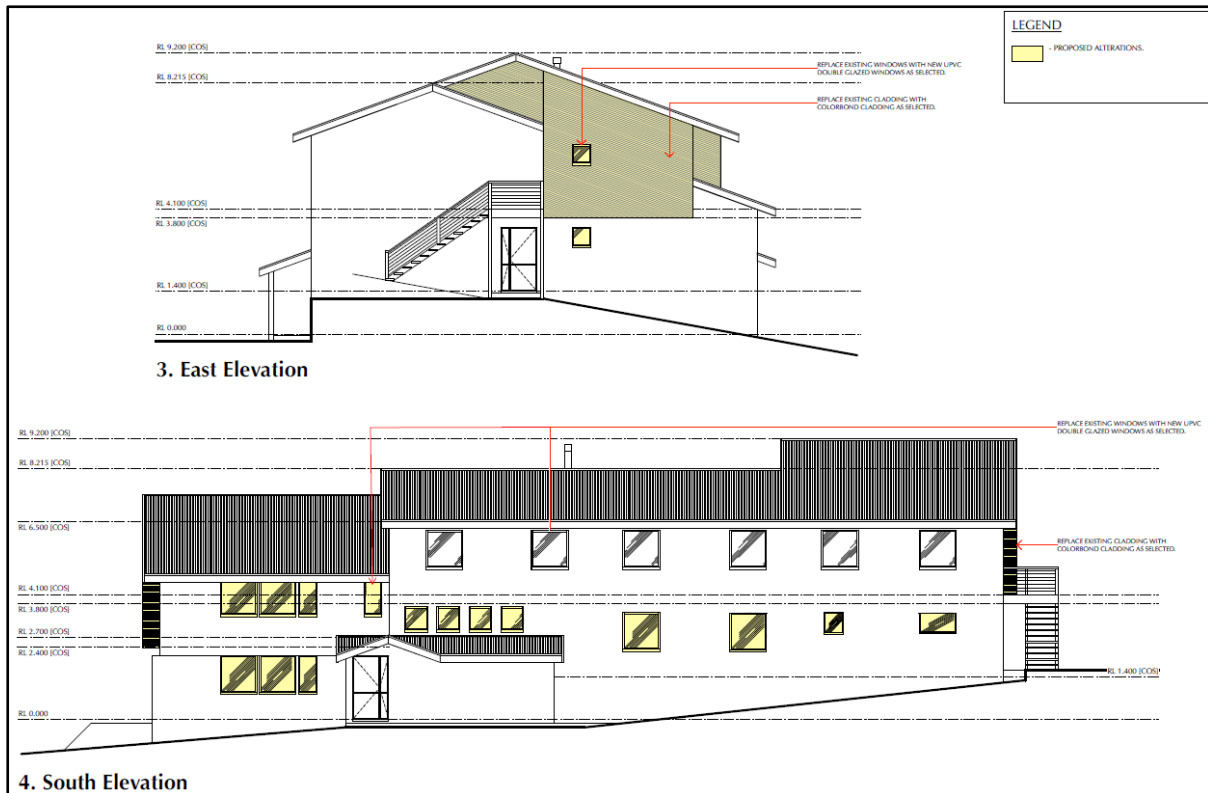 LEGEND
- PROPOSED ALTERATIONS.
RL 9.200 [COS]
RL 8.215 [COS]
REPLACE EXISTING WINDOWS WITH NEW UPVC
DOUBLE GLAZED WINDOWS AS SELECTED.
REPLACE EXISTING CLADDING WITH
COLORBOND CLADDING AS SELECTED.
RL 4.100 [COS]
RL 3.800 [COS]
RL 1.400 [COS]
RL 0.000
3. East Elevation
RL 9.200 [COS]
RL 8.215 [COS]
RL 6.500 [COS]
RL 4.100 [COS]
RL 3.800 [COS]
RL 2.700 [COS]
RL 2.400 [COS]
RL 0.000
REPLACE EXISTING WINDOWS WITH NEW UPVC
DOUBLE GLAZED WINDOWS AS SELECTED.
REPLACE EXISTING CLADDING WITH
COLORBOND CLADDING AS SELECTED.
RL 1.400 [COS]
4. South Elevation